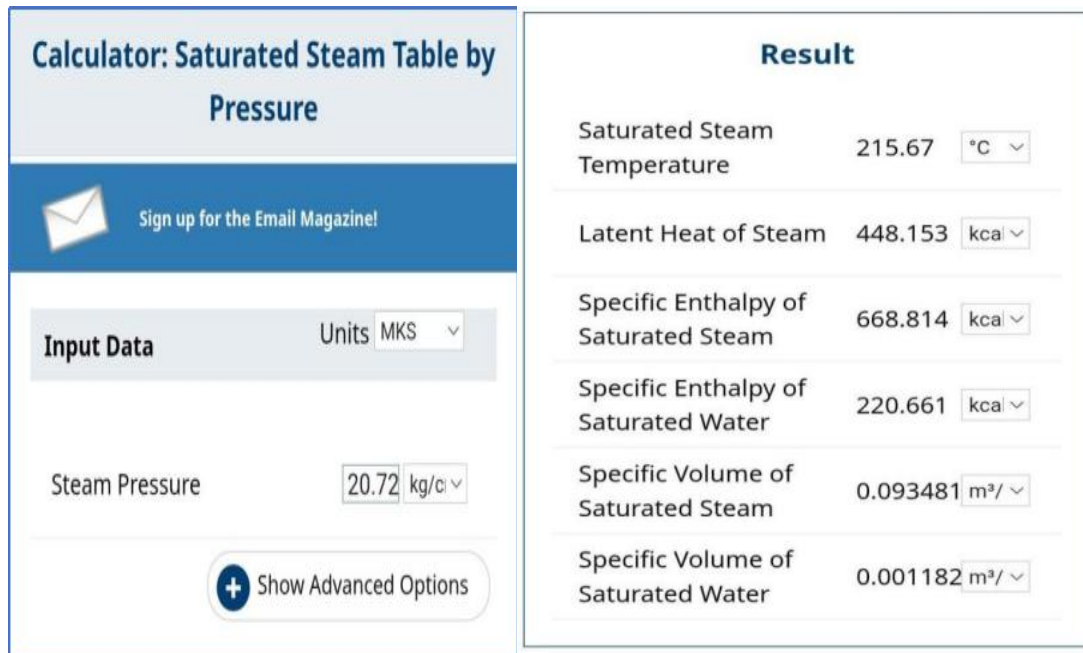 Calculator: Saturated Steam Table by
Pressure
Sign up for the Email Magazine!
Input Data
Units MKS
Steam Pressure
20.72 kg/c
Show Advanced Options
Result
Saturated Steam
Temperature
215.67 °C
Latent Heat of Steam 448.153 kcal
Specific Enthalpy of
Saturated Steam
668.814 kcal
Specific Enthalpy of
Saturated Water
220.661 kcal
Specific Volume of
Saturated Steam
0.093481 m³/
Specific Volume of
Saturated Water
0.001182 m³/